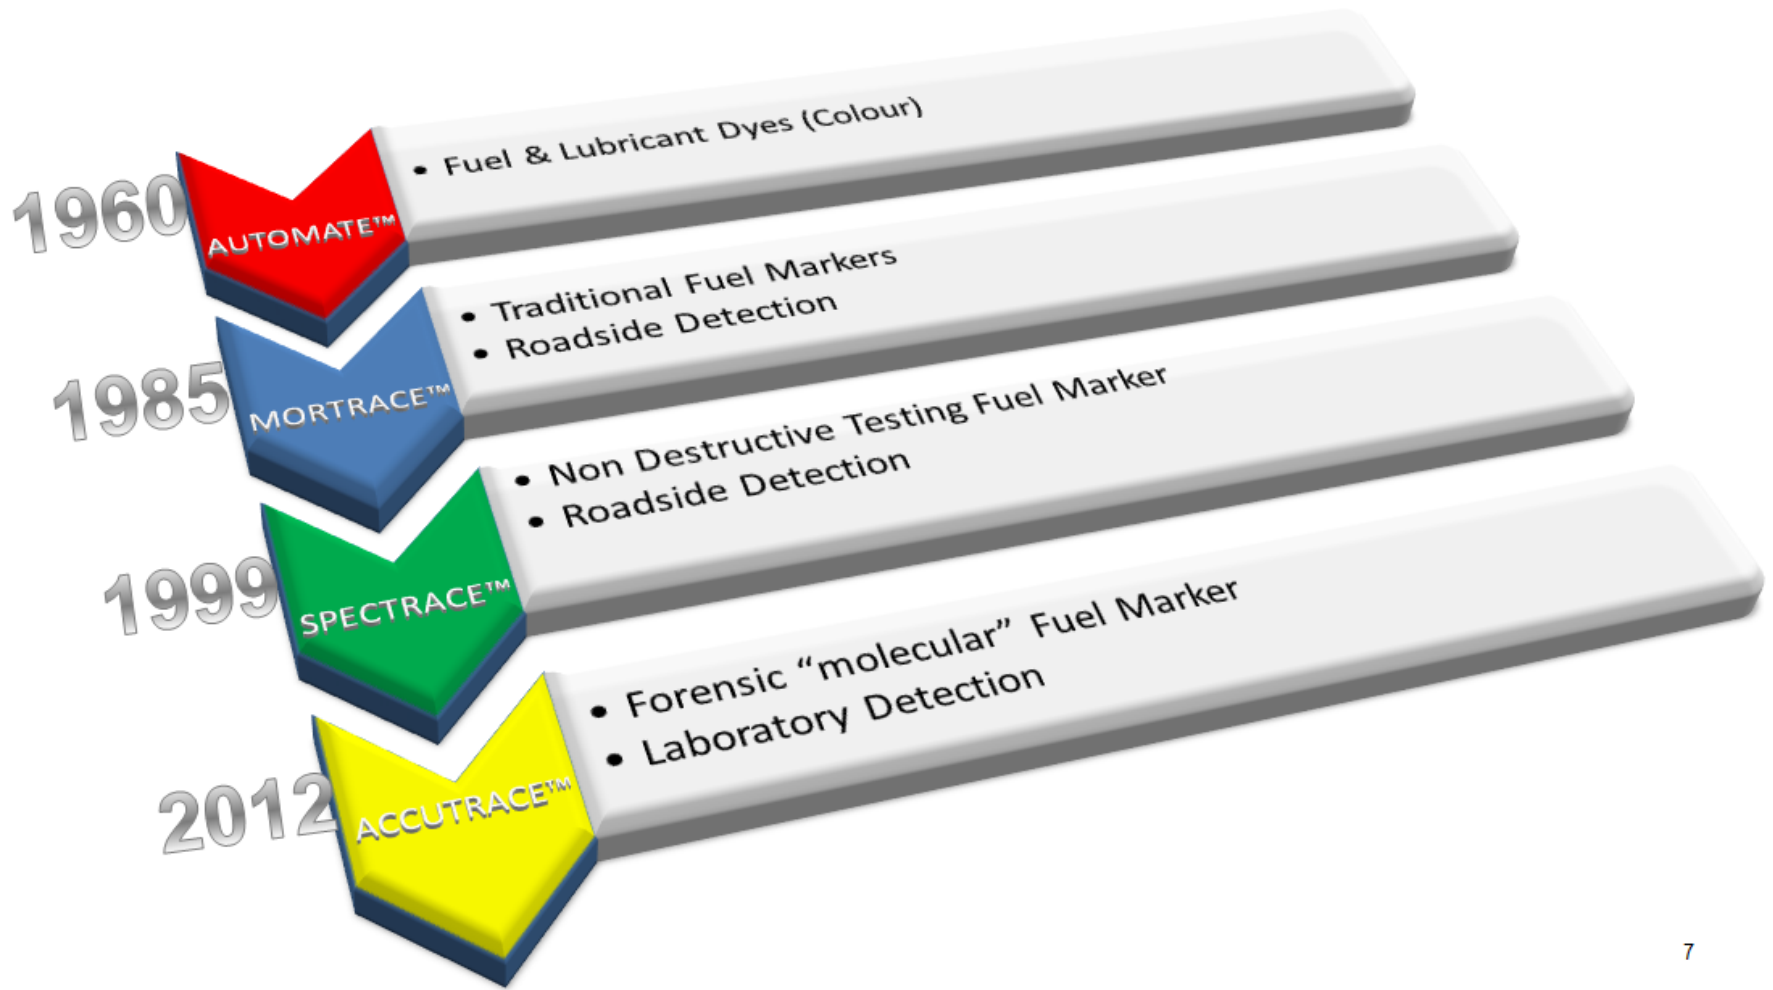 1960
AUTOMATE™
• Fuel & Lubricant Dyes (Colour)
1985
MORTRACE™
• Traditional Fuel Markers
• Roadside Detection
1999
SPECTRACE™
• Non Destructive Testing Fuel Marker
• Roadside Detection
2012
ACCUTRACE™
• Forensic “molecular” Fuel Marker
• Laboratory Detection
7